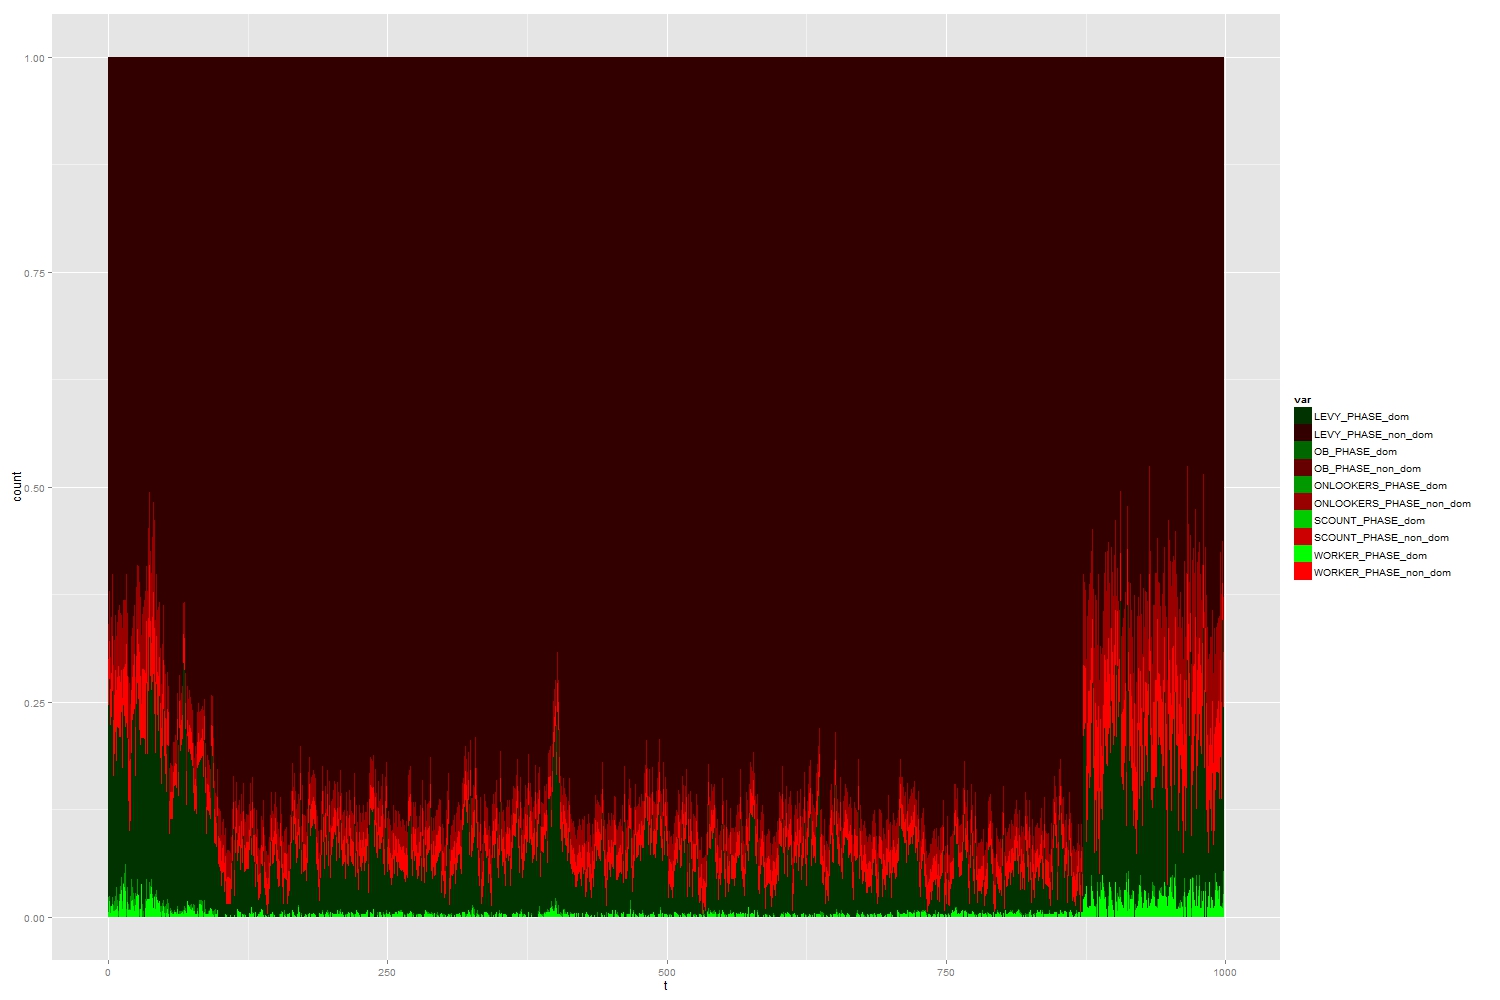 1.00
0.75
0.50
0.25
0.00
count
0
250
500
750
1000
t
var
LEVY_PHASE_dom
LEVY_PHASE_non_dom
OB_PHASE_dom
OB_PHASE_non_dom
ONLOOKERS_PHASE_dom
ONLOOKERS_PHASE_non_dom
SCOUNT_PHASE_dom
SCOUNT_PHASE_non_dom
WORKER_PHASE_dom
WORKER_PHASE_non_dom